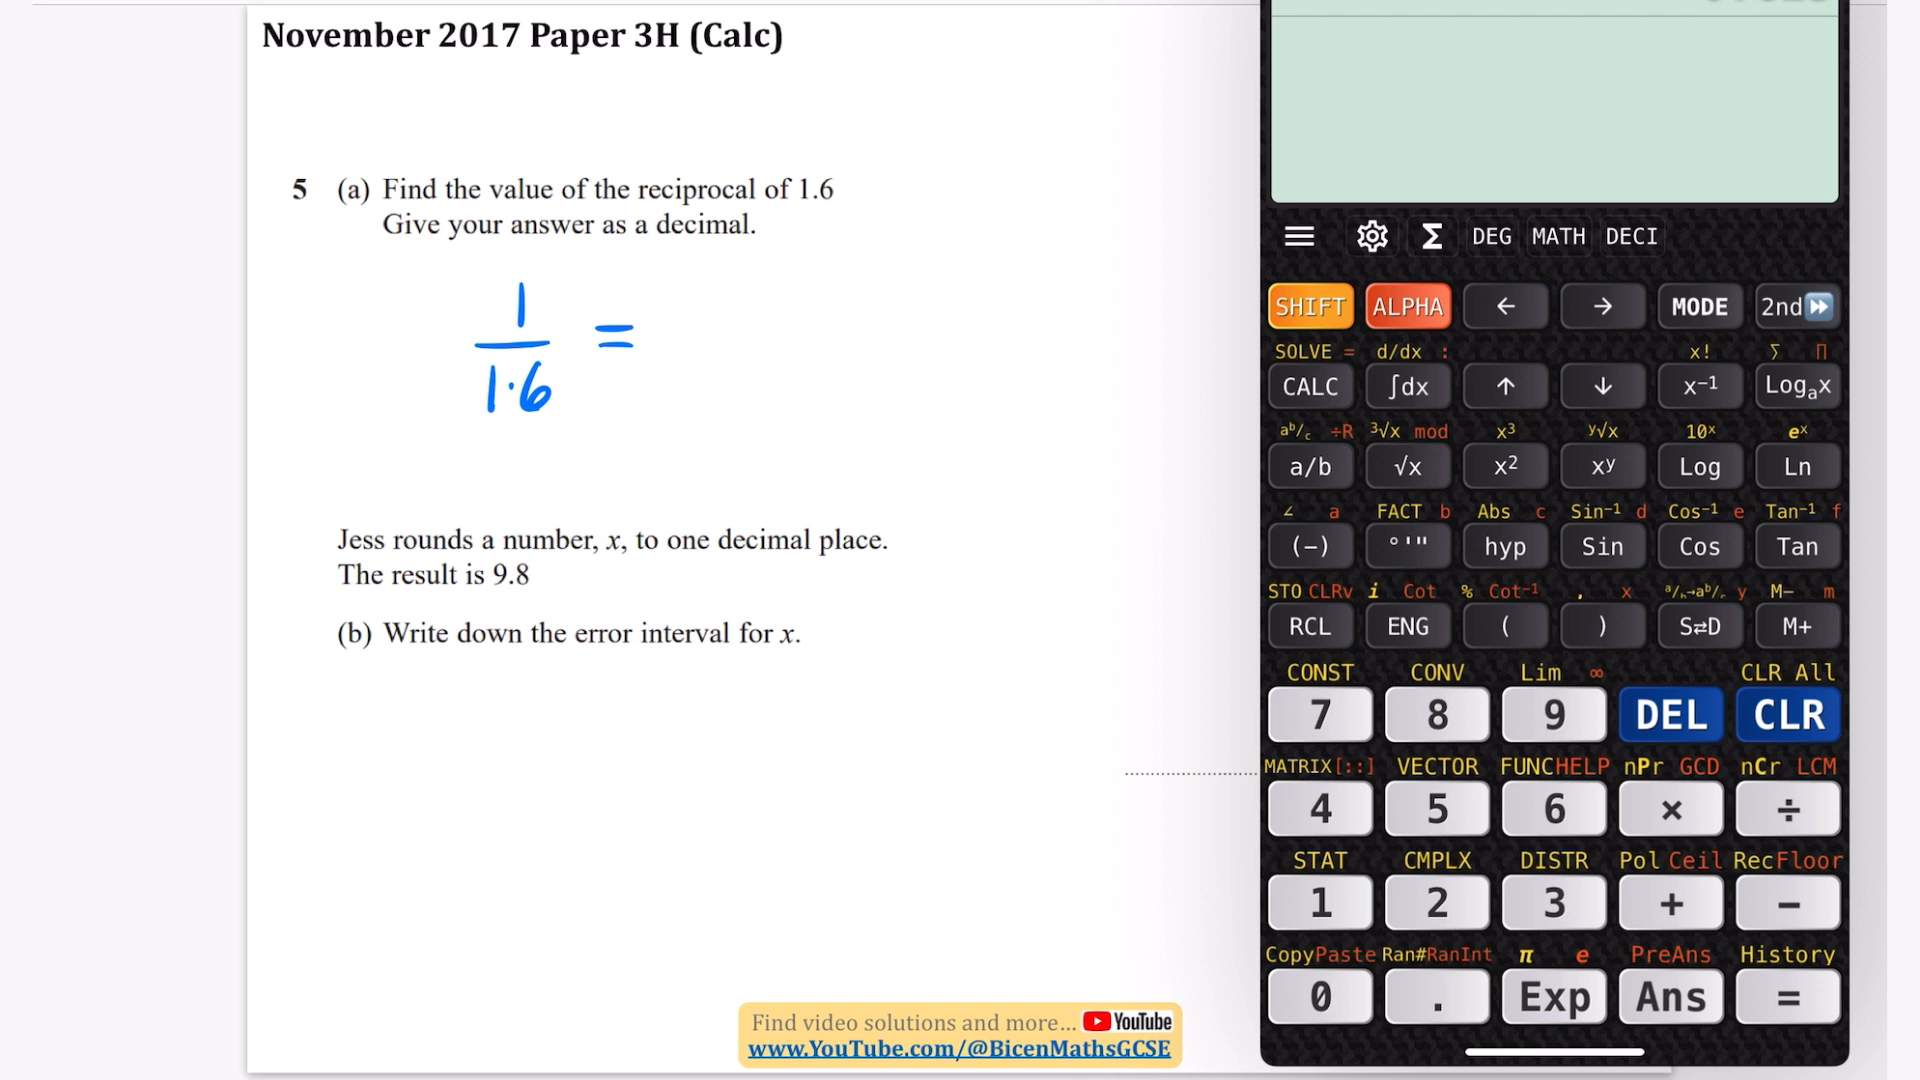 November 2017 Paper 3H (Calc)
5 (a) Find the value of the reciprocal of 1.6
Give your answer as a decimal.
1
=
1·6
Jess rounds a number, x, to one decimal place.
The result is 9.8
(b) Write down the error interval for x.
Find video solutions and more... YouTube
www.YouTube.com/@BicenMathsGCSE
DEG MATH DECI
SHIFT ALPHA ← → MODE 2nd
SOLVE = d/dx : x! ∑ ∏
CALC ∫dx ↑ ↓ x⁻¹ Logₐx
aᵇ/c ÷R ³√x mod x³ ʸ√x 10ˣ eˣ
a/b √x x² xʸ Log Ln
∠ a FACT b Abs c Sin⁻¹ d Cos⁻¹ e Tan⁻¹ f
(−) °'" hyp Sin Cos Tan
STO CLRv i Cot % Cot⁻¹ , x a/b→aᵇ/c y M− m
RCL ENG ( ) S⇄D M+
CONST CONV Lim ∞ CLR All
7 8 9 DEL CLR
MATRIX[::] VECTOR FUNC HELP nPr GCD nCr LCM
4 5 6 × ÷
STAT CMPLX DISTR Pol Ceil Rec Floor
1 2 3 + −
Copy Paste Ran# RanInt π e PreAns History
0 . Exp Ans =